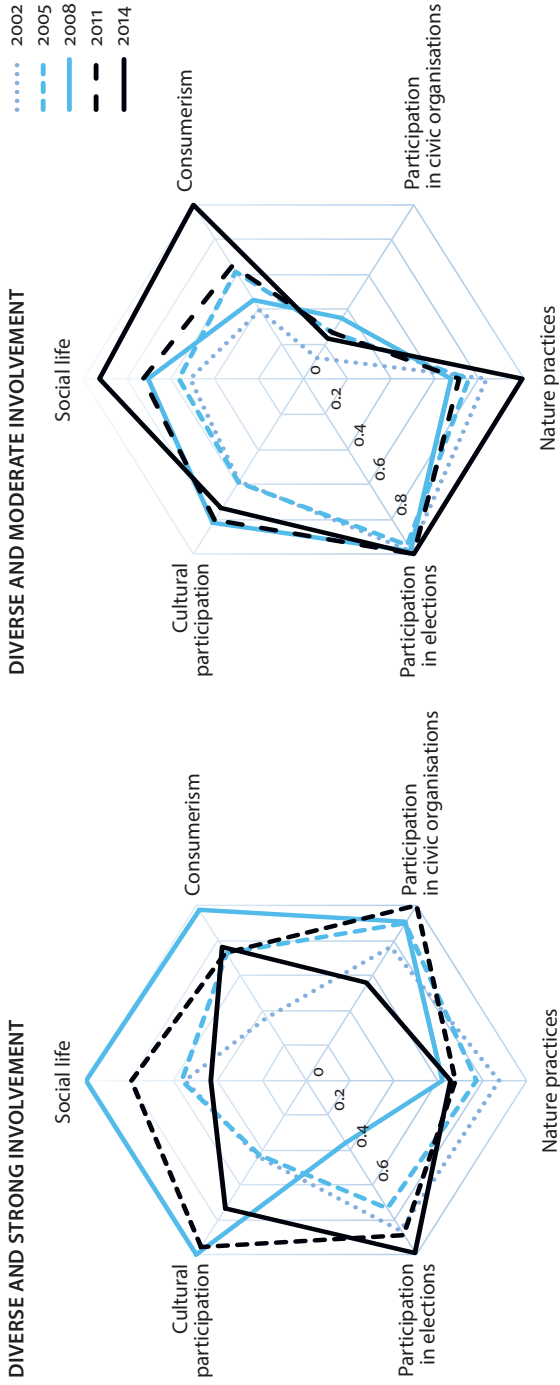 DIVERSE AND STRONG INVOLVEMENT
Social life
Cultural
participation
Consumerism
0
0.2
0.4
0.6
Participation
in elections
Participation
in civic organisations
Nature practices
DIVERSE AND MODERATE INVOLVEMENT
2002
2005
2008
2011
2014
Social life
Cultural
participation
Consumerism
0
0.2
0.4
0.6
0.8
Participation
in elections
Participation
in civic organisations
Nature practices